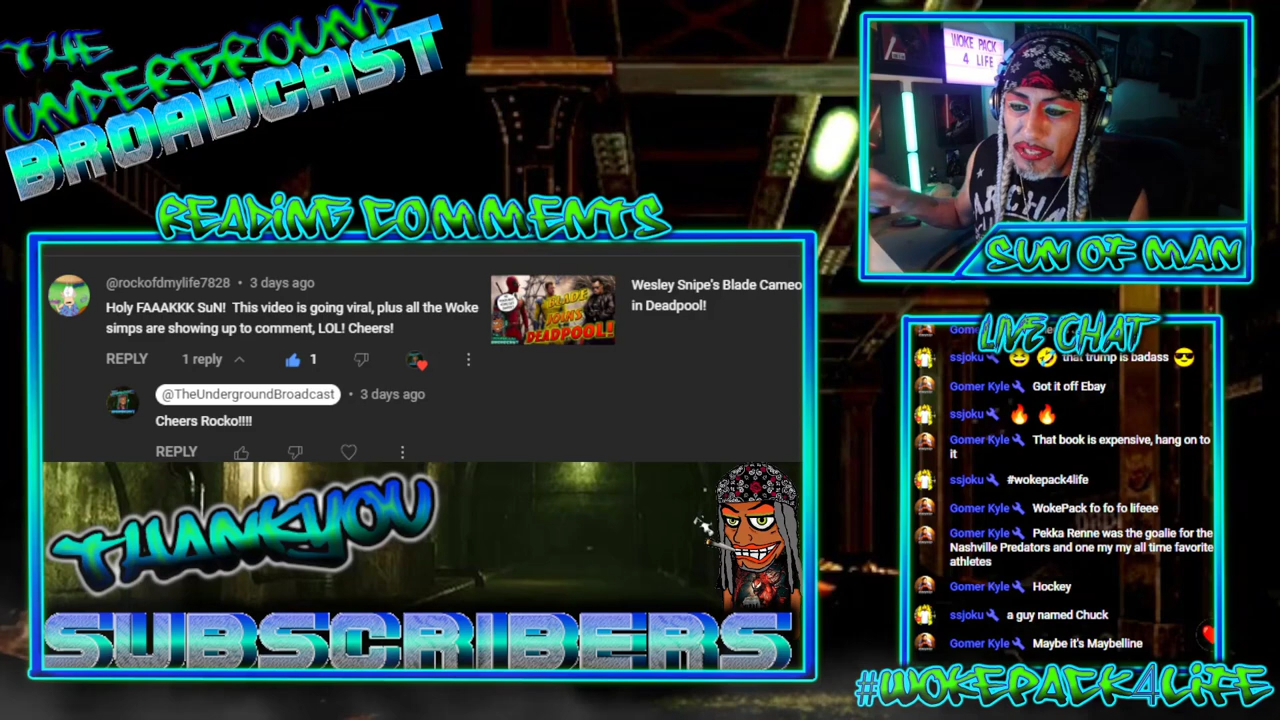 THE
UNDERGROUND
BROADCAST
READING COMMENTS
@rockofdmylife7828 • 3 days ago
Holy FAAAKKK SuN! This video is going viral, plus all the Woke
simps are showing up to comment, LOL! Cheers!
REPLY 1 reply 1
BLADE
JOINS
DEADPOOL!
Wesley Snipe's Blade Cameo
in Deadpool!
@TheUndergroundBroadcast • 3 days ago
Cheers Rocko!!!!
REPLY
THANKYOU
SUBSCRIBERS
WOKE PACK
4 LIFE
SUN OF MAN
LIVE CHAT
ssjoku that trump is badass
Gomer Kyle Got it off Ebay
ssjoku
Gomer Kyle That book is expensive, hang on to
it
ssjoku #wokepack4life
Gomer Kyle WokePack fo fo fo lifeee
Gomer Kyle Pekka Renne was the goalie for the
Nashville Predators and one my my all time favorite
athletes
Gomer Kyle Hockey
ssjoku a guy named Chuck
Gomer Kyle Maybe it's Maybelline
#WOKEPACK4LIFE